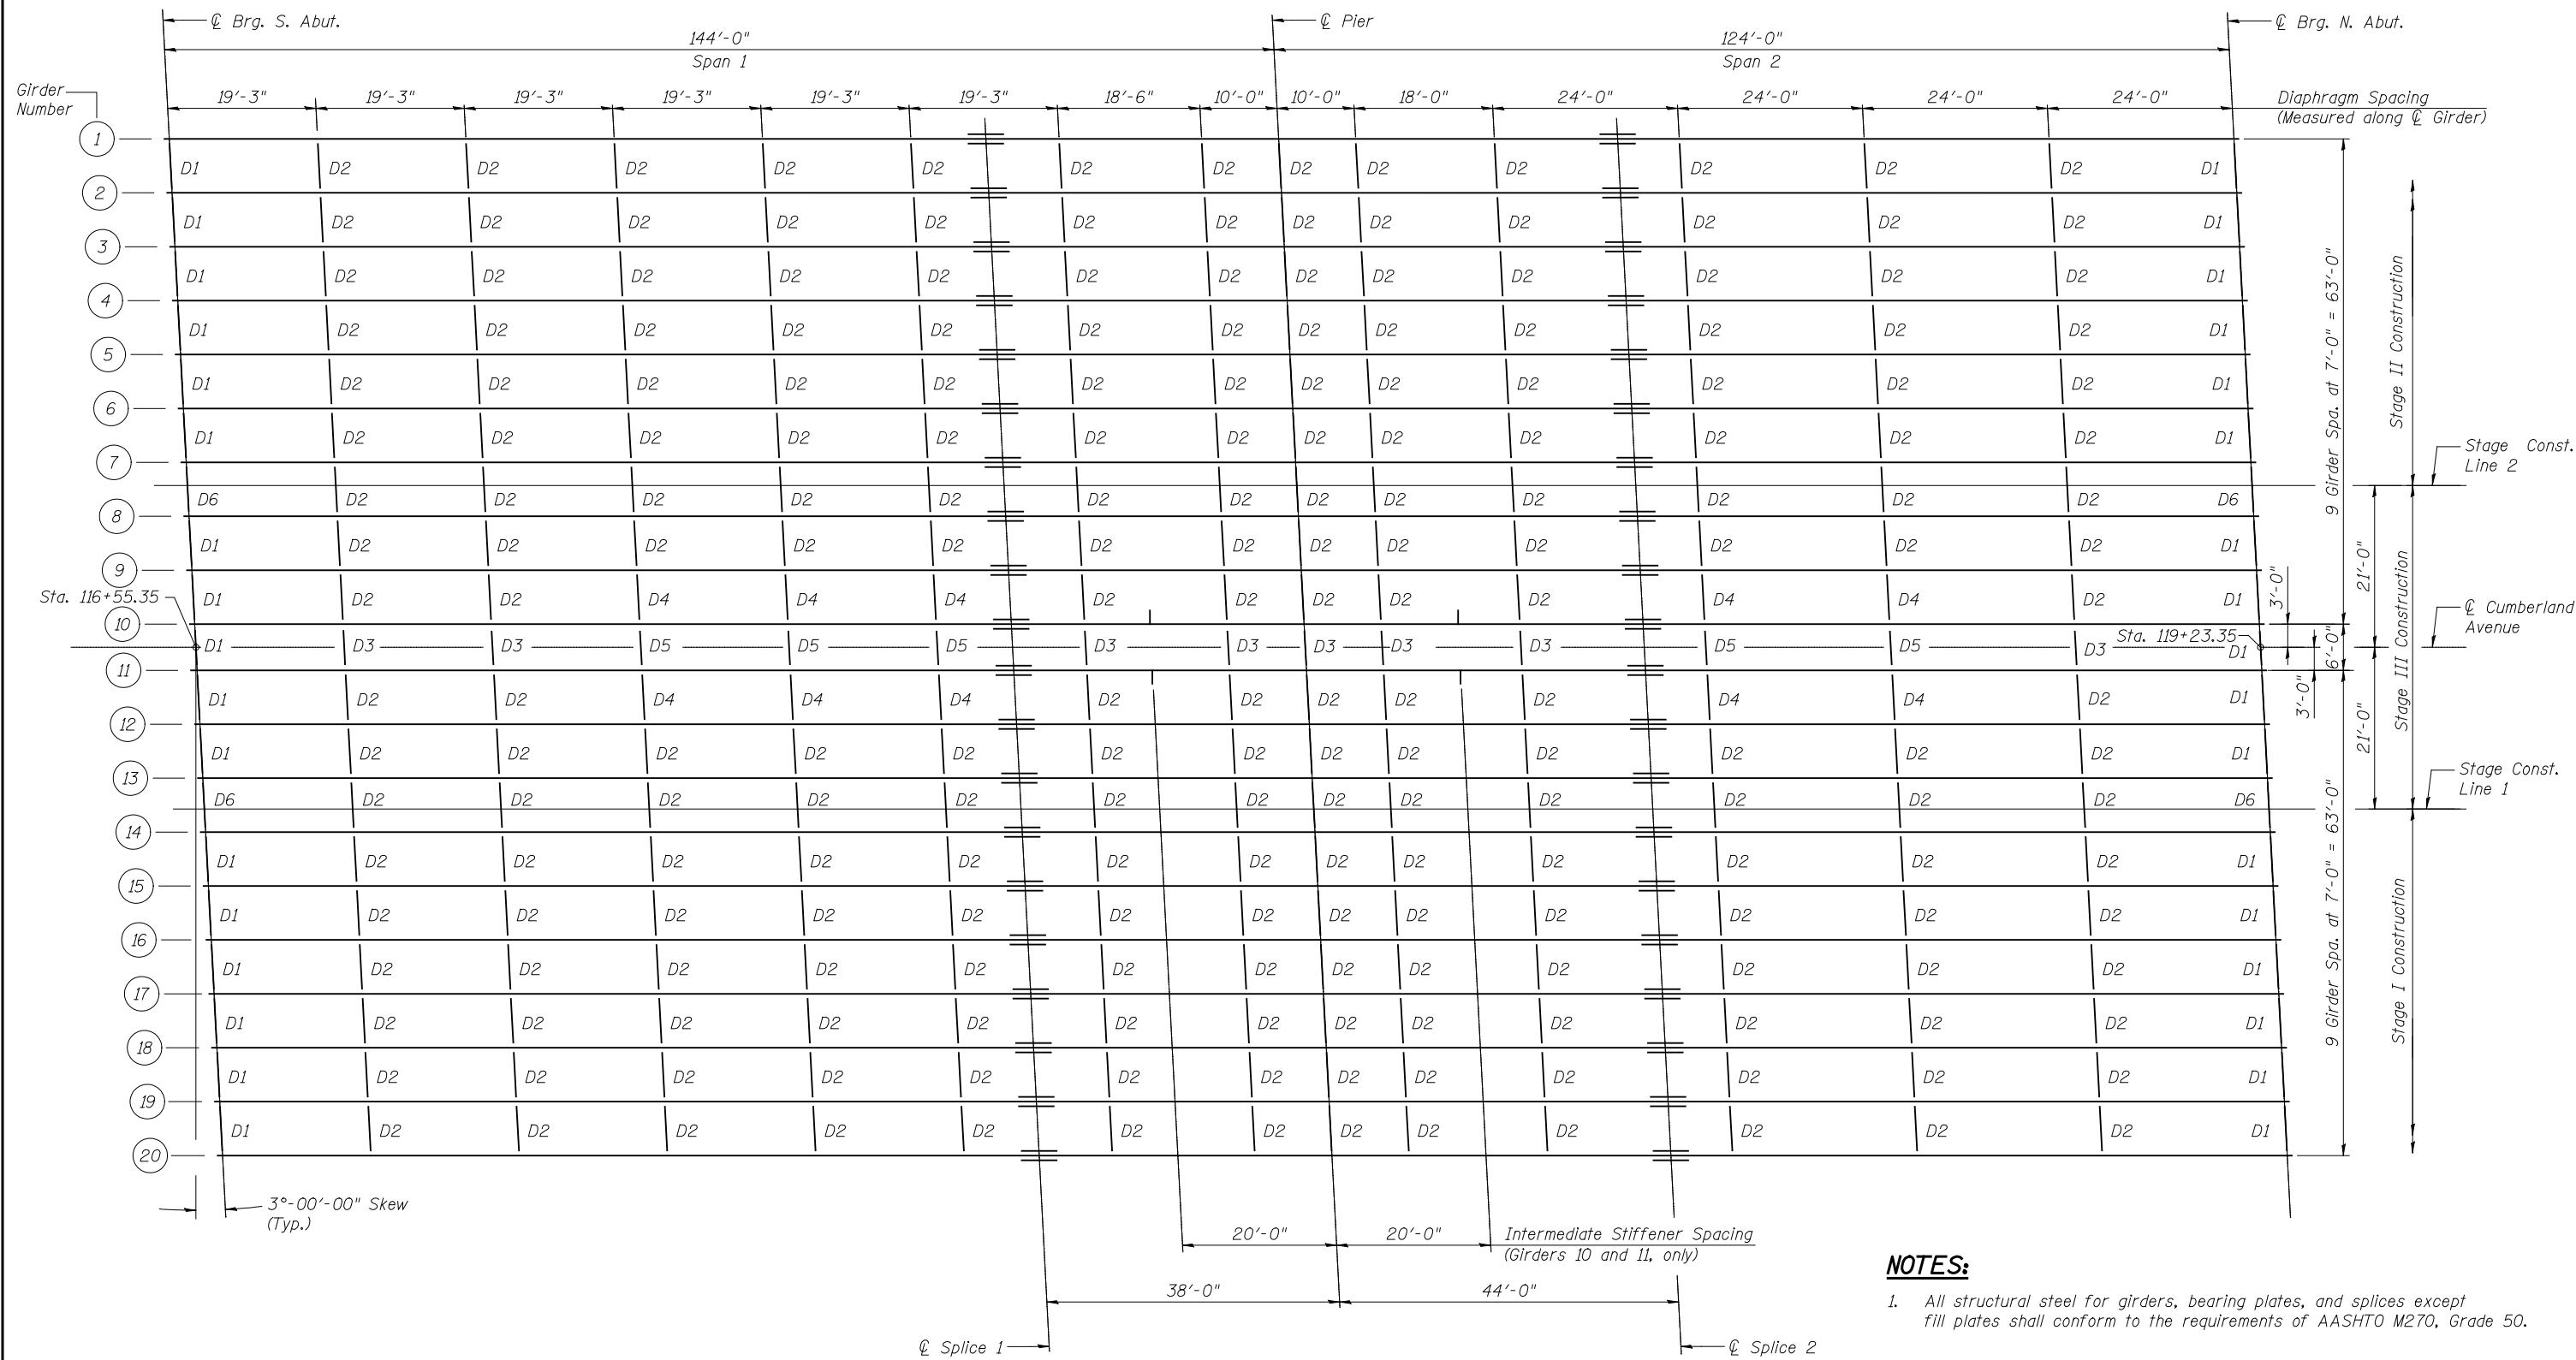 ℄ Brg. S. Abut.
℄ Pier
℄ Brg. N. Abut.
144'-0"
124'-0"
Span 1
Span 2
Girder
Number
19'-3" 19'-3" 19'-3" 19'-3" 19'-3" 19'-3" 18'-6" 10'-0" 10'-0" 18'-0" 24'-0" 24'-0" 24'-0" 24'-0"
Diaphragm Spacing
(Measured along ℄ Girder)
1
D1 D2 D2 D2 D2 D2 D2 D2 D2 D2 D2 D2 D2 D2 D1
2
D1 D2 D2 D2 D2 D2 D2 D2 D2 D2 D2 D2 D2 D2 D1
3
D1 D2 D2 D2 D2 D2 D2 D2 D2 D2 D2 D2 D2 D2 D1
4
D1 D2 D2 D2 D2 D2 D2 D2 D2 D2 D2 D2 D2 D2 D1
5
D1 D2 D2 D2 D2 D2 D2 D2 D2 D2 D2 D2 D2 D2 D1
6
D1 D2 D2 D2 D2 D2 D2 D2 D2 D2 D2 D2 D2 D2 D1
7
D6 D2 D2 D2 D2 D2 D2 D2 D2 D2 D2 D2 D2 D2 D6
8
D1 D2 D2 D2 D2 D2 D2 D2 D2 D2 D2 D2 D2 D2 D1
9
D1 D2 D2 D4 D4 D4 D2 D2 D2 D2 D2 D4 D4 D2 D1
Sta. 116+55.35
10
D1 D3 D3 D5 D5 D5 D3 D3 D3 D3 D3 D5 D5 D3 D1
Sta. 119+23.35
11
D1 D2 D2 D4 D4 D4 D2 D2 D2 D2 D2 D4 D4 D2 D1
12
D1 D2 D2 D2 D2 D2 D2 D2 D2 D2 D2 D2 D2 D2 D1
13
D6 D2 D2 D2 D2 D2 D2 D2 D2 D2 D2 D2 D2 D2 D6
14
D1 D2 D2 D2 D2 D2 D2 D2 D2 D2 D2 D2 D2 D2 D1
15
D1 D2 D2 D2 D2 D2 D2 D2 D2 D2 D2 D2 D2 D2 D1
16
D1 D2 D2 D2 D2 D2 D2 D2 D2 D2 D2 D2 D2 D2 D1
17
D1 D2 D2 D2 D2 D2 D2 D2 D2 D2 D2 D2 D2 D2 D1
18
D1 D2 D2 D2 D2 D2 D2 D2 D2 D2 D2 D2 D2 D2 D1
19
D1 D2 D2 D2 D2 D2 D2 D2 D2 D2 D2 D2 D2 D2 D1
20
9 Girder Spa. at 7'-0" = 63'-0"
6'-0"
9 Girder Spa. at 7'-0" = 63'-0"
3'-0"
3'-0"
21'-0"
21'-0"
Stage II Construction
Stage III Construction
Stage I Construction
Stage Const.
Line 2
℄ Cumberland
Avenue
Stage Const.
Line 1
3°-00'-00" Skew
(Typ.)
20'-0" 20'-0"
Intermediate Stiffener Spacing
(Girders 10 and 11, only)
38'-0" 44'-0"
℄ Splice 1
℄ Splice 2
NOTES:
1. All structural steel for girders, bearing plates, and splices except
fill plates shall conform to the requirements of AASHTO M270, Grade 50.